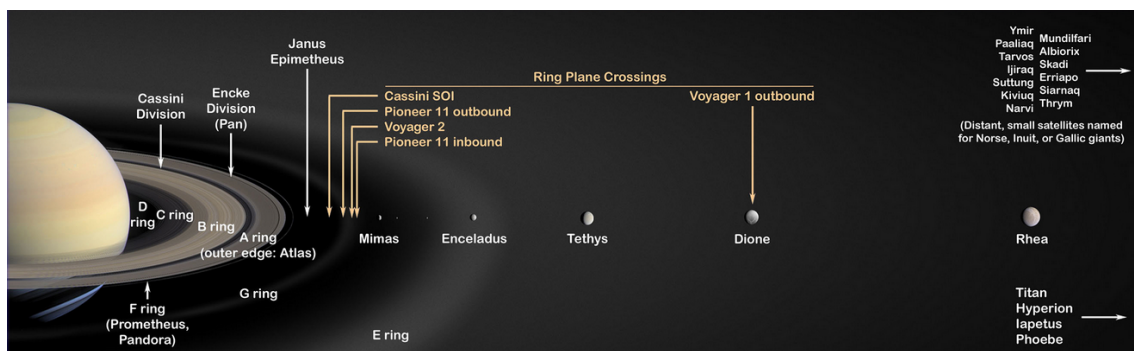 Janus
Epimetheus
Cassini
Division
Encke
Division
(Pan)
Ring Plane Crossings
Cassini SOI
Pioneer 11 outbound
Voyager 2
Pioneer 11 inbound
Voyager 1 outbound
Ymir
Paaliaq
Tarvos
Ijiraq
Suttung
Kiviuq
Narvi
Mundilfari
Albiorix
Skadi
Erriapo
Siarnaq
Thrym
(Distant, small satellites named
for Norse, Inuit, or Gallic giants)
D
ring
C ring
B ring
A ring
(outer edge: Atlas)
Mimas
Enceladus
Tethys
Dione
Rhea
F ring
(Prometheus,
Pandora)
G ring
E ring
Titan
Hyperion
Iapetus
Phoebe